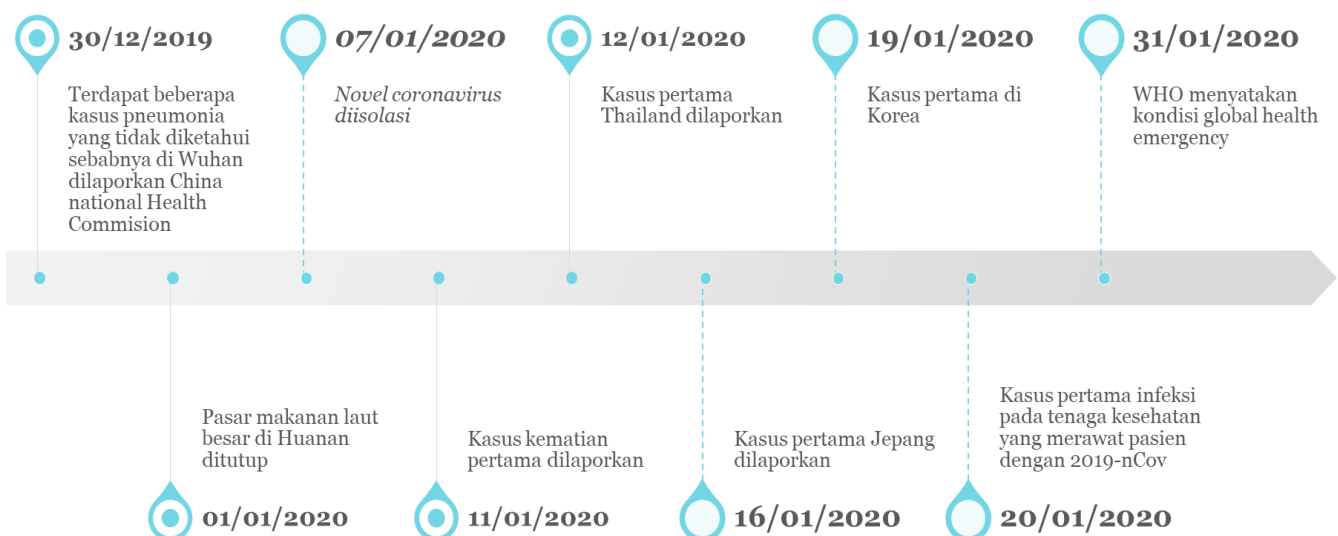 30/12/2019
Terdapat beberapa
kasus pneumonia
yang tidak diketahui
sebabnya di Wuhan
dilaporkan China
national Health
Commision
07/01/2020
Novel coronavirus
diisolasi
12/01/2020
Kasus pertama
Thailand dilaporkan
19/01/2020
Kasus pertama di
Korea
31/01/2020
WHO menyatakan
kondisi global health
emergency
Pasar makanan laut
besar di Huanan
ditutup
01/01/2020
Kasus kematian
pertama dilaporkan
11/01/2020
Kasus pertama Jepang
dilaporkan
16/01/2020
Kasus pertama infeksi
pada tenaga kesehatan
yang merawat pasien
dengan 2019-nCov
20/01/2020